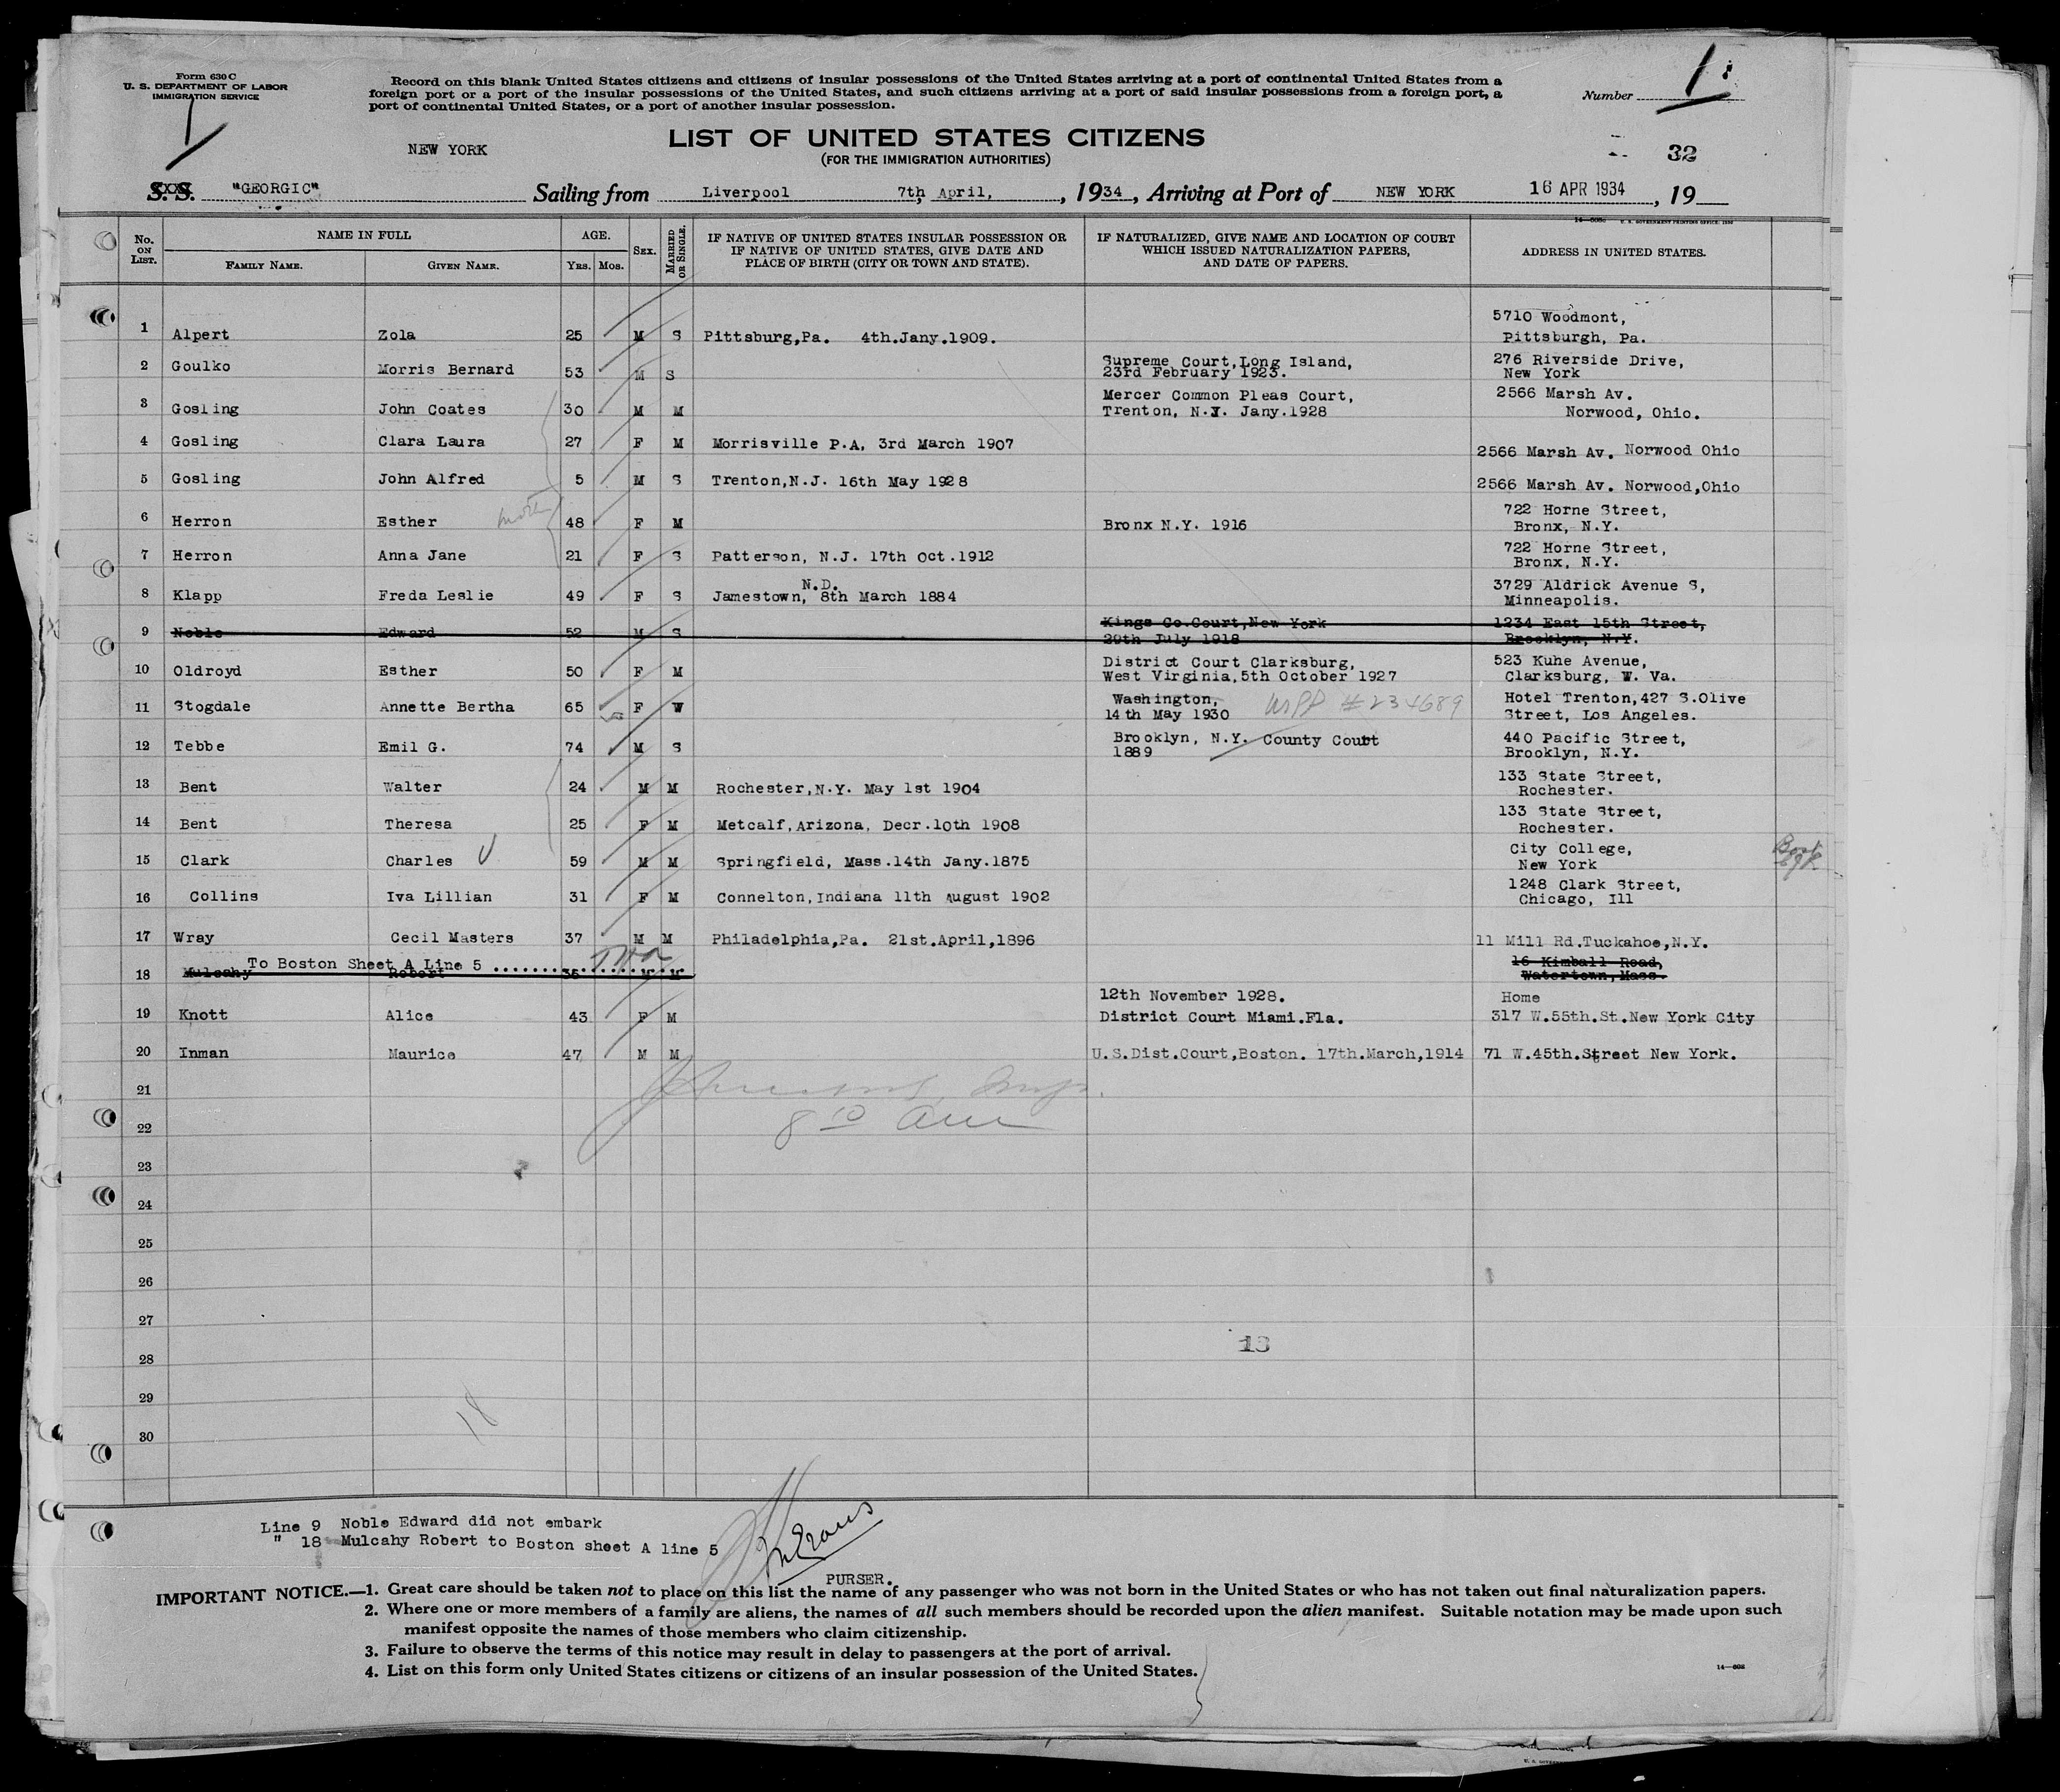 Form 630 C
U. S. DEPARTMENT OF LABOR
IMMIGRATION SERVICE
Record on this blank United States citizens and citizens of insular possessions of the United States arriving at a port of continental United States from a
foreign port or a port of the insular possessions of the United States, and such citizens arriving at a port of said insular possessions from a foreign port, a
port of continental United States, or a port of another insular possession.
Number 1
NEW YORK
LIST OF UNITED STATES CITIZENS
(FOR THE IMMIGRATION AUTHORITIES)
32
S. S. "GEORGIC" Sailing from Liverpool 7th April, , 1934, Arriving at Port of NEW YORK 16 APR 1934, 19
No. ON LIST. NAME IN FULL FAMILY NAME. GIVEN NAME. AGE. YRS. MOS. SEX. MARRIED OR SINGLE. IF NATIVE OF UNITED STATES INSULAR POSSESSION OR IF NATIVE OF UNITED STATES, GIVE DATE AND PLACE OF BIRTH (CITY OR TOWN AND STATE). IF NATURALIZED, GIVE NAME AND LOCATION OF COURT WHICH ISSUED NATURALIZATION PAPERS, AND DATE OF PAPERS. ADDRESS IN UNITED STATES.
1 Alpert Zola 25 M S Pittsburg,Pa. 4th.Jany.1909. 5710 Woodmont, Pittsburgh, Pa.
2 Goulko Morris Bernard 53 M S Supreme Court,Long Island, 23rd February 1923. 276 Riverside Drive, New York
3 Gosling John Coates 30 M M Mercer Common Pleas Court, Trenton, N.J. Jany.1928 2566 Marsh Av. Norwood, Ohio.
4 Gosling Clara Laura 27 F M Morrisville P.A, 3rd March 1907 2566 Marsh Av. Norwood Ohio
5 Gosling John Alfred 5 M S Trenton,N.J. 16th May 1928 2566 Marsh Av. Norwood,Ohio
6 Herron Esther 48 F M Bronx N.Y. 1916 722 Horne Street, Bronx, N.Y.
7 Herron Anna Jane 21 F S Patterson, N.J. 17th Oct.1912 722 Horne Street, Bronx, N.Y.
8 Klapp Freda Leslie 49 F S Jamestown, N.D. 8th March 1884 3729 Aldrick Avenue S, Minneapolis.
9 Noble Edward 52 M S Kings Co.Court,New York 20th July 1918 1234 East 15th Street, Brooklyn, N.Y.
10 Oldroyd Esther 50 F M District Court Clarksburg, West Virginia,5th October 1927 523 Kuhe Avenue, Clarksburg, W. Va.
11 Stogdale Annette Bertha 65 F W Washington, 14th May 1930 USPP #234689 Hotel Trenton,427 S.Olive Street, Los Angeles.
12 Tebbe Emil G. 74 M S Brooklyn, N.Y. County Court 1889 440 Pacific Street, Brooklyn, N.Y.
13 Bent Walter 24 M M Rochester,N.Y. May 1st 1904 133 State Street, Rochester.
14 Bent Theresa 25 F M Metcalf,Arizona, Decr.10th 1908 133 State Street, Rochester.
15 Clark Charles 59 M M Springfield, Mass.14th Jany.1875 City College, New York
16 Collins Iva Lillian 31 F M Connelton,Indiana 11th August 1902 1248 Clark Street, Chicago, Ill
17 Wray Cecil Masters 37 M M Philadelphia,Pa. 21st.April,1896 11 Mill Rd.Tuckahoe,N.Y.
To Boston Sheet A Line 5
18 Mulcahy Robert 35 M M 16 Kimball Road, Watertown,Mass.
19 Knott Alice 43 F M 12th November 1928. District Court Miami.Fla. Home 317 W.55th.St.New York City
20 Inman Maurice 47 M M U.S.Dist.Court,Boston. 17th.March,1914 71 W.45th.Street New York.
21
22
23
24
25
26
27
13
28
29
18
30
Line 9 Noble Edward did not embark
" 18 Mulcahy Robert to Boston sheet A line 5
PURSER.
IMPORTANT NOTICE.—1. Great care should be taken not to place on this list the name of any passenger who was not born in the United States or who has not taken out final naturalization papers.
2. Where one or more members of a family are aliens, the names of all such members should be recorded upon the alien manifest. Suitable notation may be made upon such
manifest opposite the names of those members who claim citizenship.
3. Failure to observe the terms of this notice may result in delay to passengers at the port of arrival.
4. List on this form only United States citizens or citizens of an insular possession of the United States.